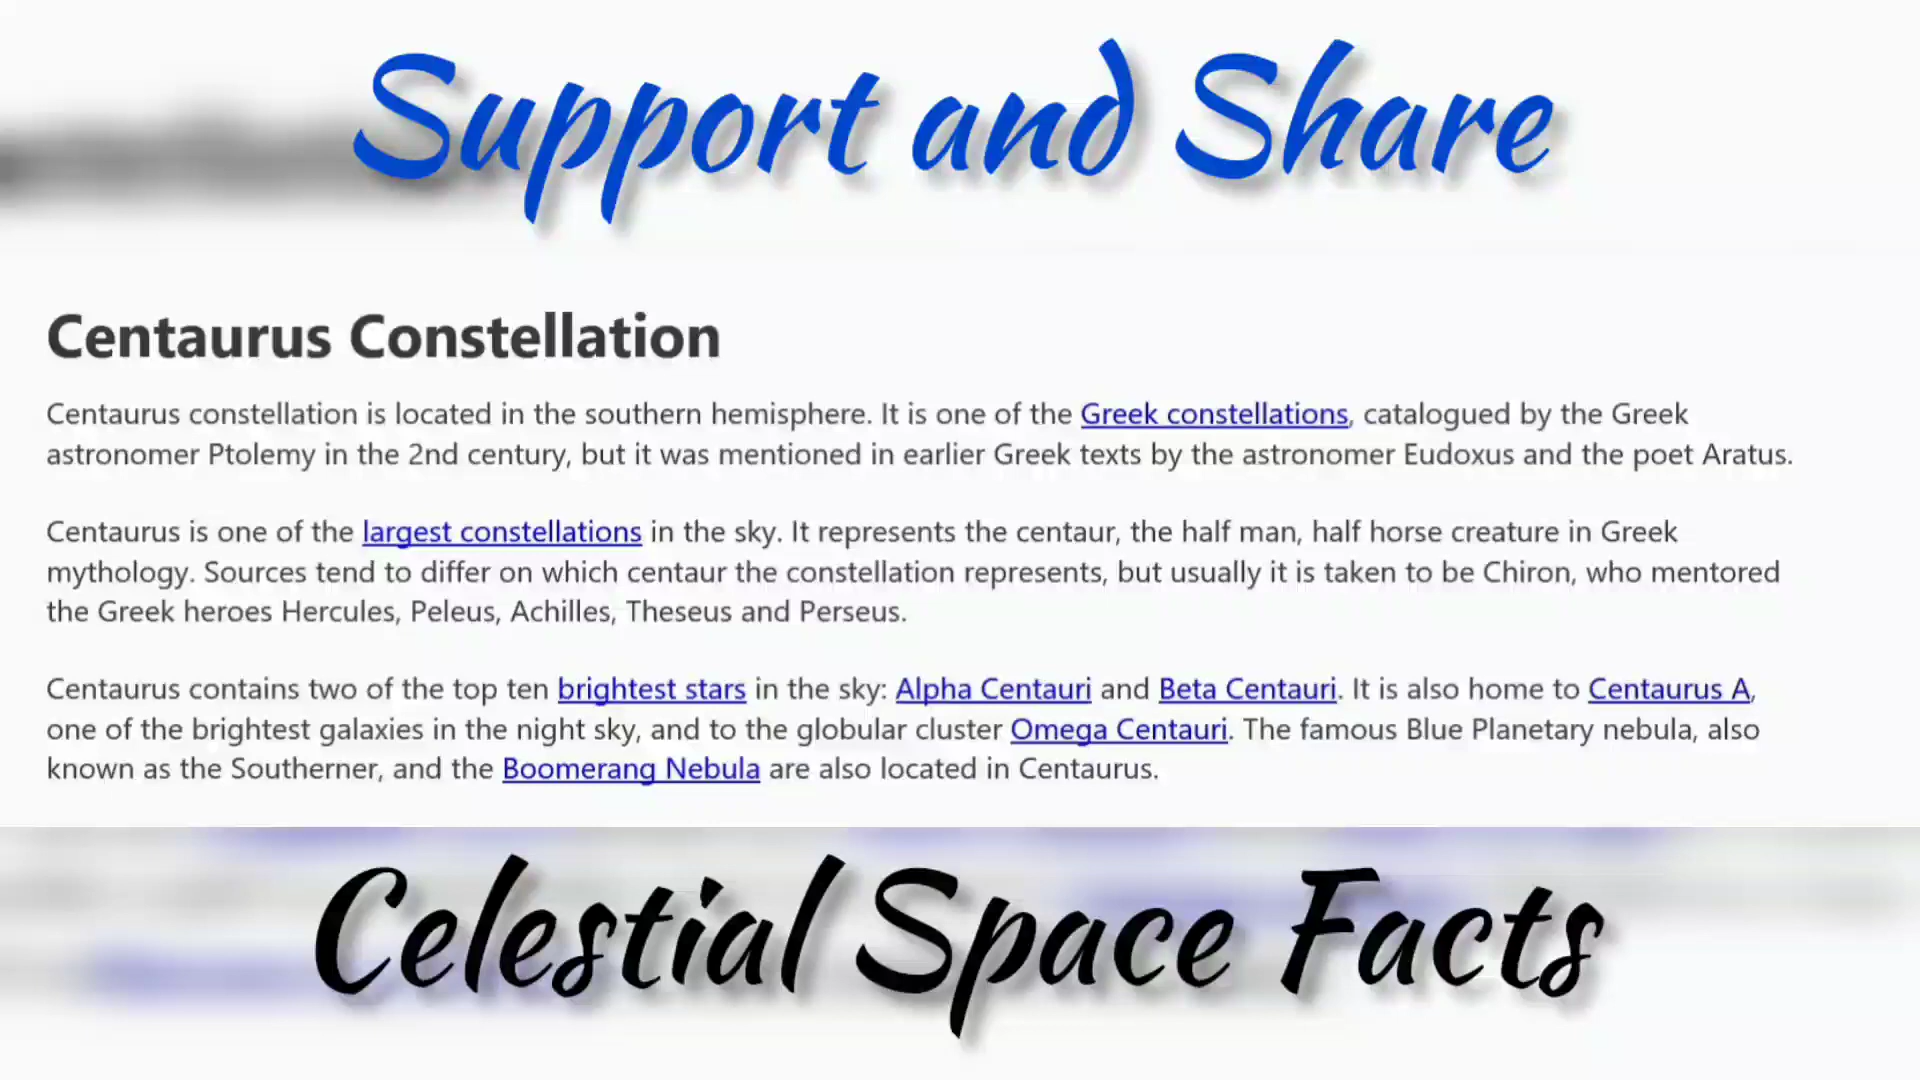 Support and Share
Centaurus Constellation
Centaurus constellation is located in the southern hemisphere. It is one of the Greek constellations, catalogued by the Greek
astronomer Ptolemy in the 2nd century, but it was mentioned in earlier Greek texts by the astronomer Eudoxus and the poet Aratus.
Centaurus is one of the largest constellations in the sky. It represents the centaur, the half man, half horse creature in Greek
mythology. Sources tend to differ on which centaur the constellation represents, but usually it is taken to be Chiron, who mentored
the Greek heroes Hercules, Peleus, Achilles, Theseus and Perseus.
Centaurus contains two of the top ten brightest stars in the sky: Alpha Centauri and Beta Centauri. It is also home to Centaurus A,
one of the brightest galaxies in the night sky, and to the globular cluster Omega Centauri. The famous Blue Planetary nebula, also
known as the Southerner, and the Boomerang Nebula are also located in Centaurus.
Celestial Space Facts